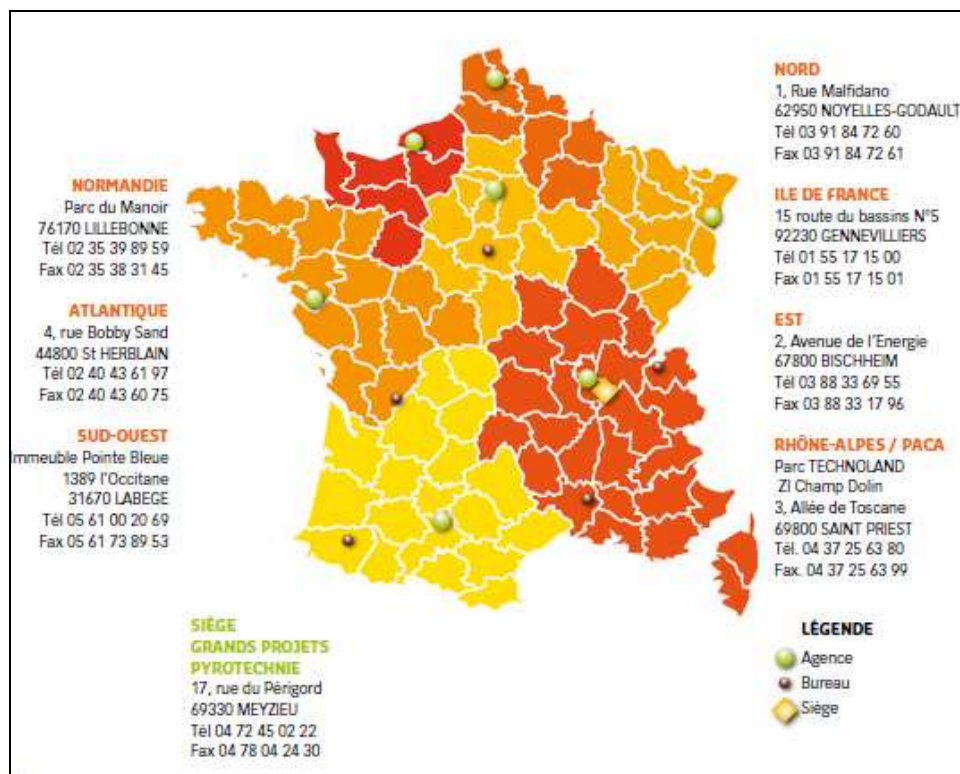 NORD
1, Rue Malfidano
62950 NOYELLES-GODAULT
Tél 03 91 84 72 60
Fax 03 91 84 72 61
NORMANDIE
Parc du Manoir
76170 LILLEBONNE
Tél 02 35 39 89 59
Fax 02 35 38 31 45
ILE DE FRANCE
15 route du bassins N°5
92230 GENNEVILLIERS
Tél 01 55 17 15 00
Fax 01 55 17 15 01
ATLANTIQUE
4, rue Bobby Sand
44800 St HERBLAIN
Tél 02 40 43 61 97
Fax 02 40 43 60 75
EST
2, Avenue de l'Energie
67800 BISCHHEIM
Tél 03 88 33 69 55
Fax 03 88 33 17 96
SUD-OUEST
Immeuble Pointe Bleue
1389 l'Occitane
31670 LABEGE
Tél 05 61 00 20 69
Fax 05 61 73 89 53
RHÔNE-ALPES / PACA
Parc TECHNOLAND
ZI Champ Dolin
3, Allée de Toscane
69800 SAINT PRIEST
Tél. 04 37 25 63 80
Fax. 04 37 25 63 99
SIÈGE
GRANDS PROJETS
PYROTECHNIE
17, rue du Périgord
69330 MEYZIEU
Tél 04 72 45 02 22
Fax 04 78 04 24 30
LÉGENDE
Agence
Bureau
Siège